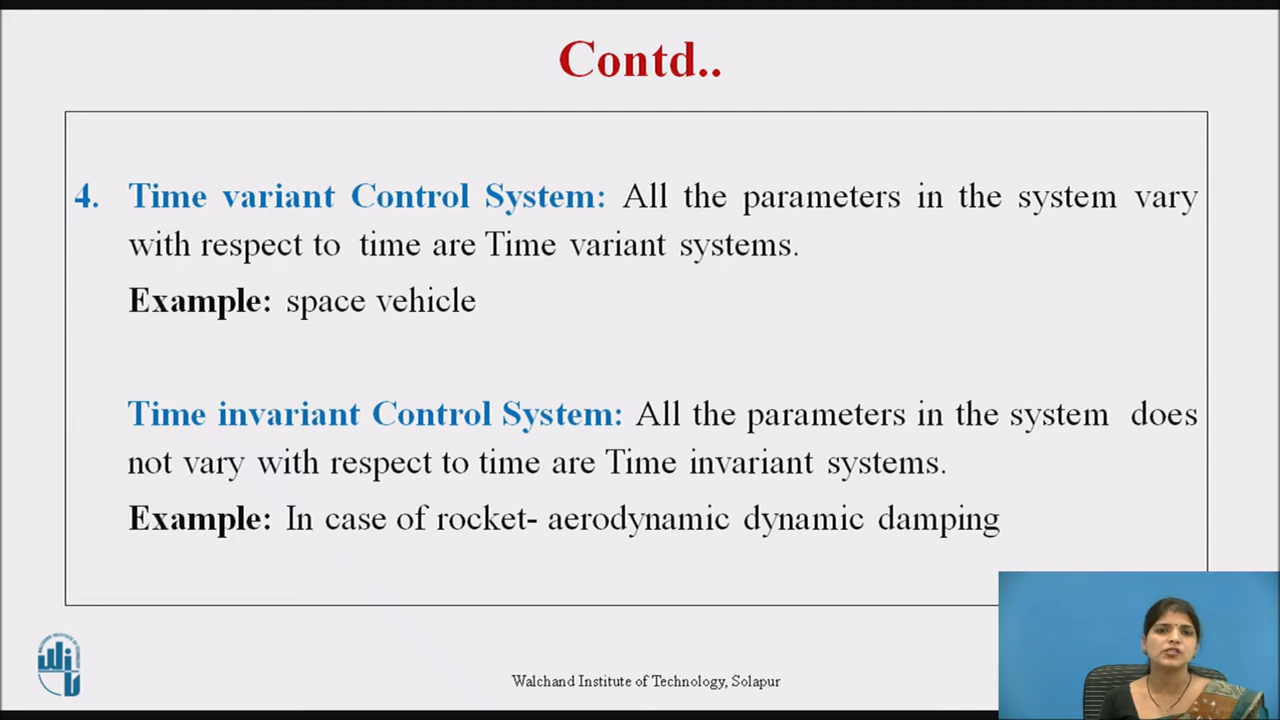 Contd..
4. Time variant Control System: All the parameters in the system vary
with respect to time are Time variant systems.
Example: space vehicle
Time invariant Control System: All the parameters in the system does
not vary with respect to time are Time invariant systems.
Example: In case of rocket- aerodynamic dynamic damping
Walchand Institute of Technology, Solapur